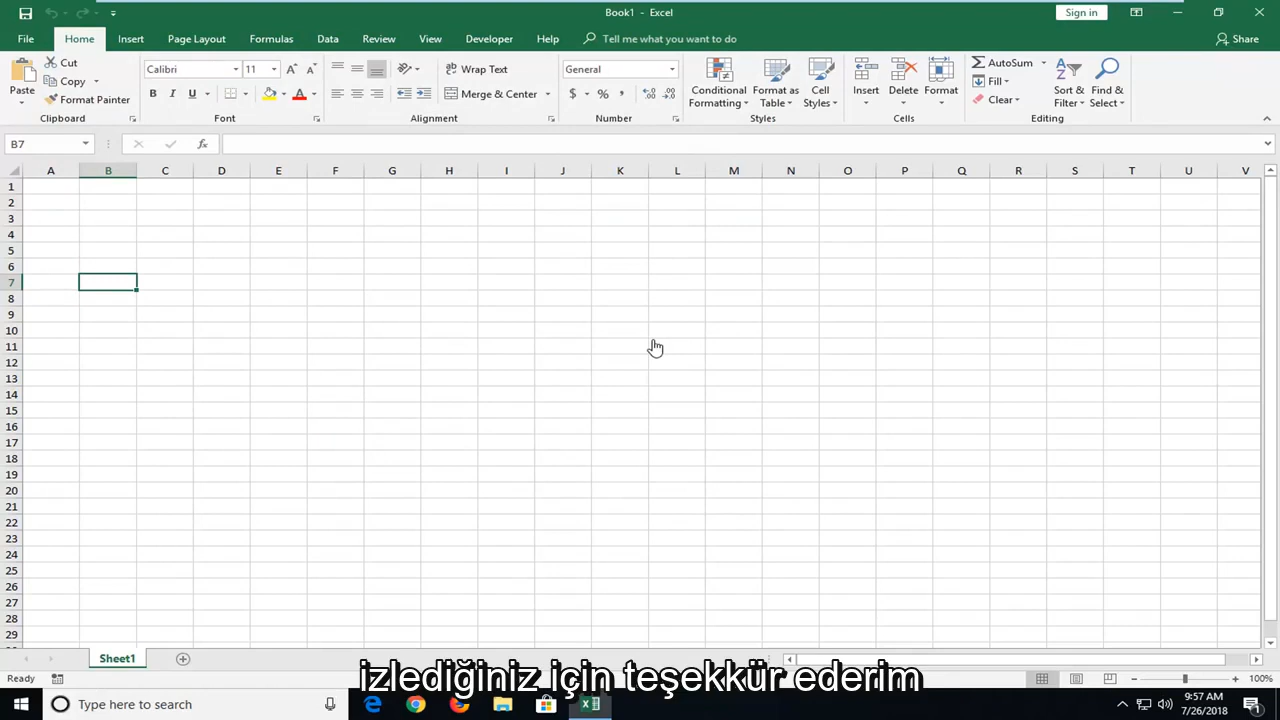 Book1 - Excel
Sign in
File Home Insert Page Layout Formulas Data Review View Developer Help Tell me what you want to do Share
Paste
Cut
Copy
Format Painter
Clipboard
Calibri 11
B I U
Font
Wrap Text
Merge & Center
Alignment
General
$ % ,
Number
Conditional Formatting
Format as Table
Cell Styles
Styles
Insert
Delete
Format
Cells
AutoSum
Fill
Clear
Sort & Filter
Find & Select
Editing
B7
fx
A B C D E F G H I J K L M N O P Q R S T U V
1
2
3
4
5
6
7
8
9
10
11
12
13
14
15
16
17
18
19
20
21
22
23
24
25
26
27
28
29
Sheet1
izlediğiniz için teşekkür ederim
Ready
100%
Type here to search
9:57 AM
7/26/2018
1